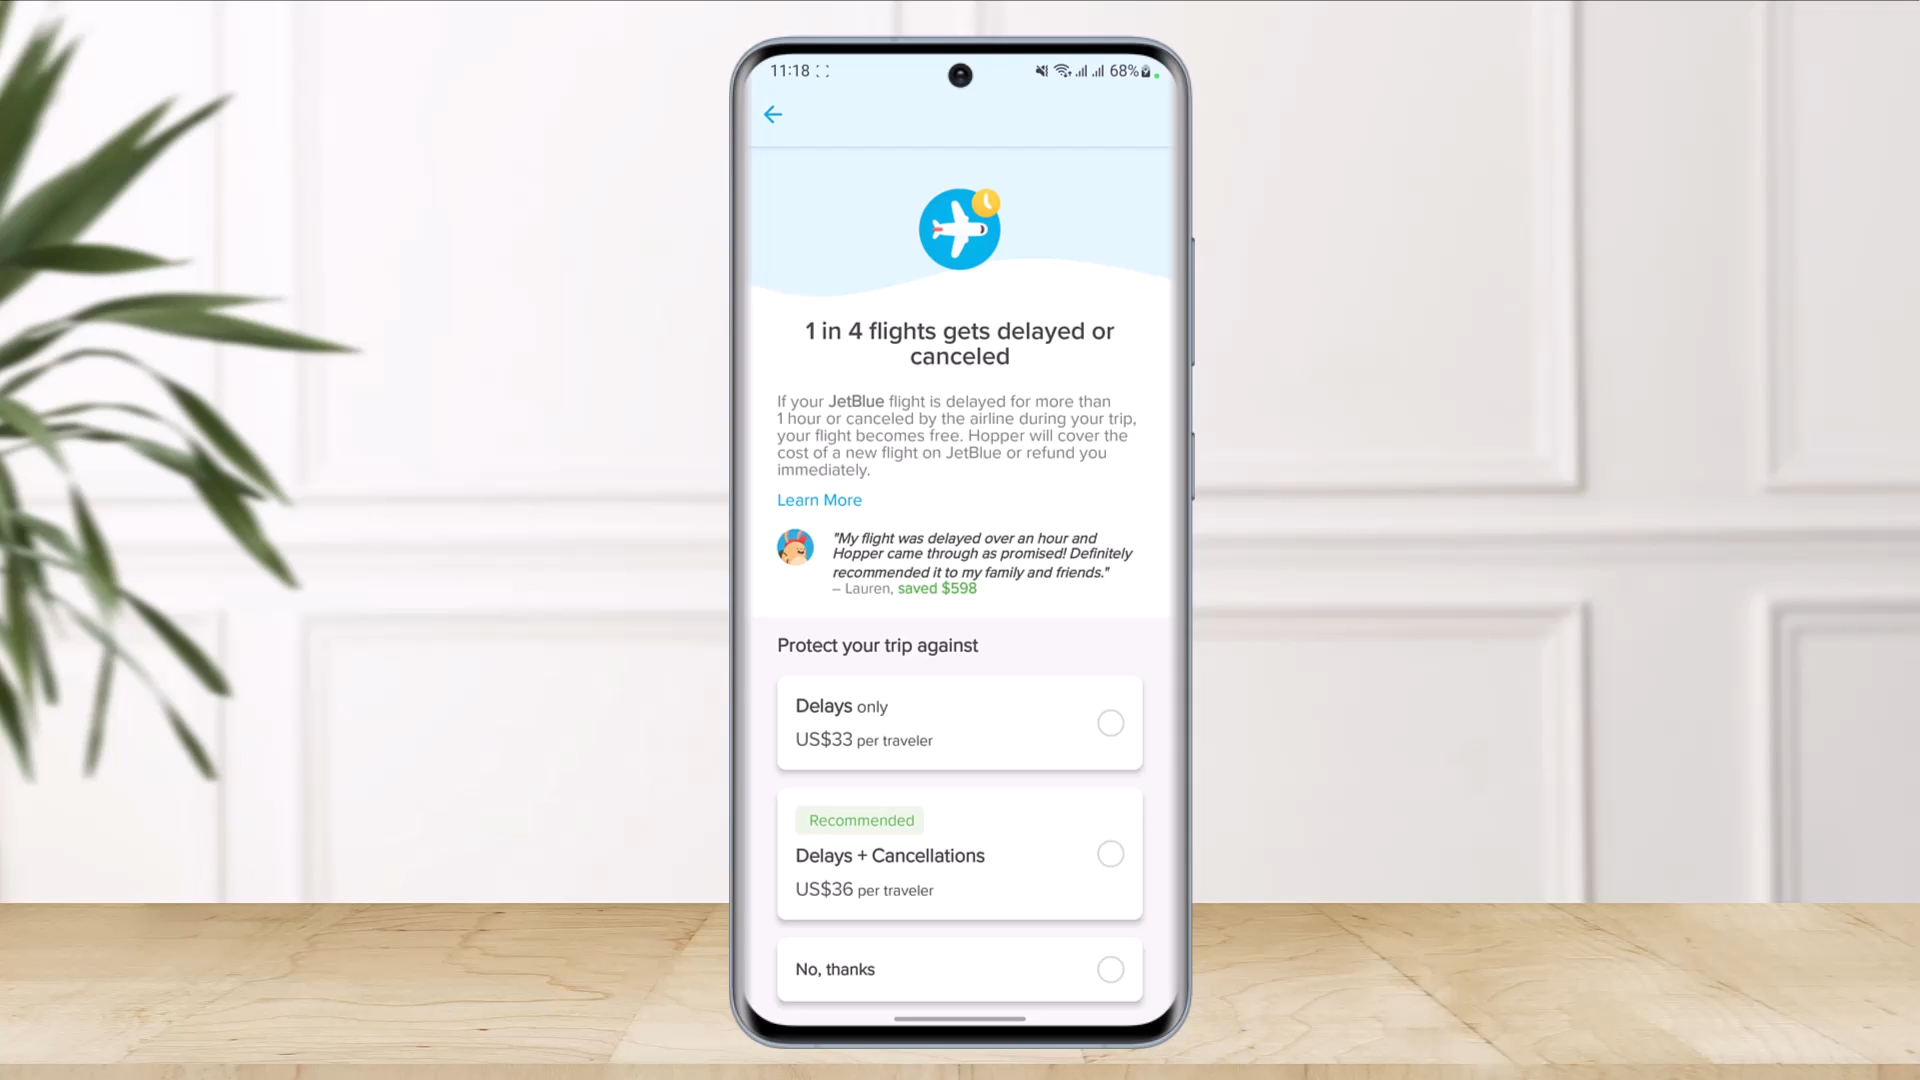 11:18
68%
1 in 4 flights gets delayed or
canceled
If your JetBlue flight is delayed for more than
1 hour or canceled by the airline during your trip,
your flight becomes free. Hopper will cover the
cost of a new flight on JetBlue or refund you
immediately.
Learn More
"My flight was delayed over an hour and
Hopper came through as promised! Definitely
recommended it to my family and friends."
– Lauren, saved $598
Protect your trip against
Delays only
US$33 per traveler
Recommended
Delays + Cancellations
US$36 per traveler
No, thanks